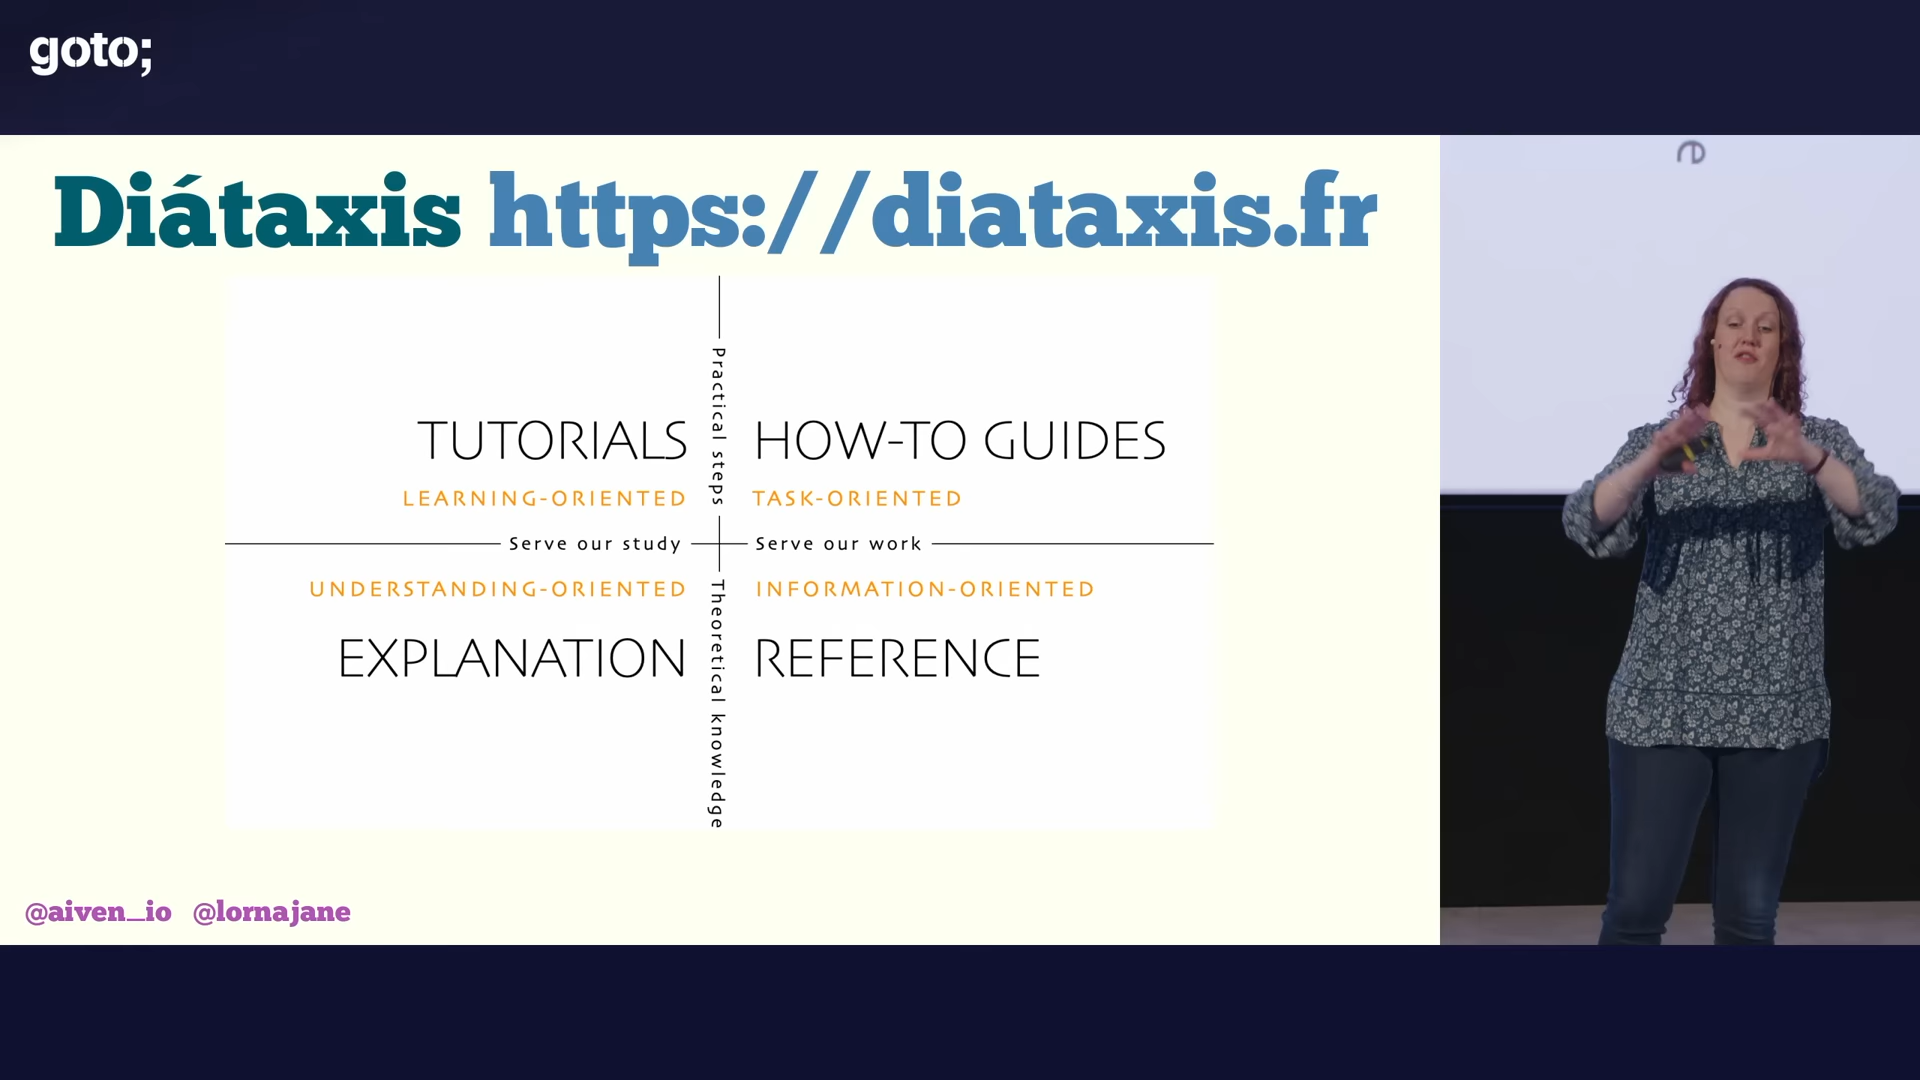 goto;
Diátaxis https://diataxis.fr
Practical steps
TUTORIALS
HOW-TO GUIDES
LEARNING-ORIENTED
TASK-ORIENTED
Serve our study
Serve our work
UNDERSTANDING-ORIENTED
INFORMATION-ORIENTED
EXPLANATION
REFERENCE
Theoretical knowledge
@aiven_io @lornajane